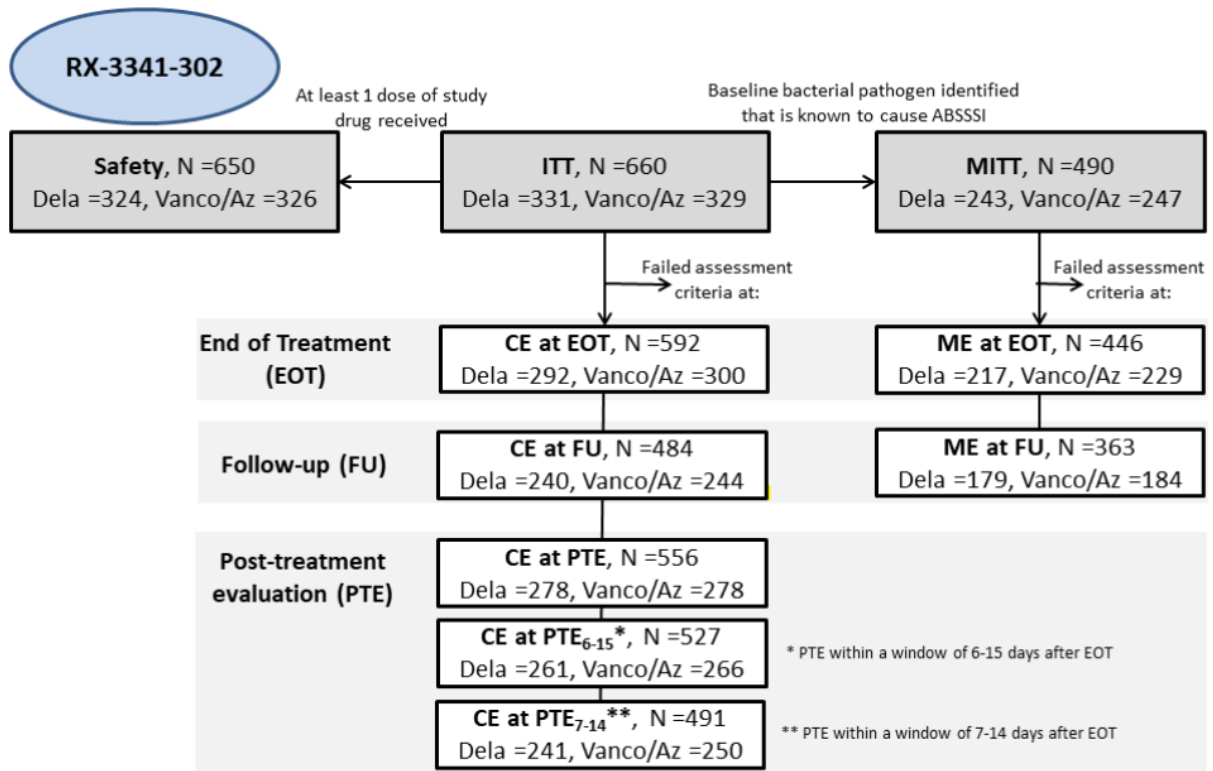 RX-3341-302
At least 1 dose of study
drug received
Baseline bacterial pathogen identified
that is known to cause ABSSSI
Safety, N =650
Dela =324, Vanco/Az =326
ITT, N =660
Dela =331, Vanco/Az =329
MITT, N =490
Dela =243, Vanco/Az =247
Failed assessment
criteria at:
Failed assessment
criteria at:
End of Treatment
(EOT)
CE at EOT, N =592
Dela =292, Vanco/Az =300
ME at EOT, N =446
Dela =217, Vanco/Az =229
Follow-up (FU)
CE at FU, N =484
Dela =240, Vanco/Az =244
ME at FU, N =363
Dela =179, Vanco/Az =184
Post-treatment
evaluation (PTE)
CE at PTE, N =556
Dela =278, Vanco/Az =278
CE at PTE6-15*, N =527
Dela =261, Vanco/Az =266
* PTE within a window of 6-15 days after EOT
CE at PTE7-14**, N =491
Dela =241, Vanco/Az =250
** PTE within a window of 7-14 days after EOT